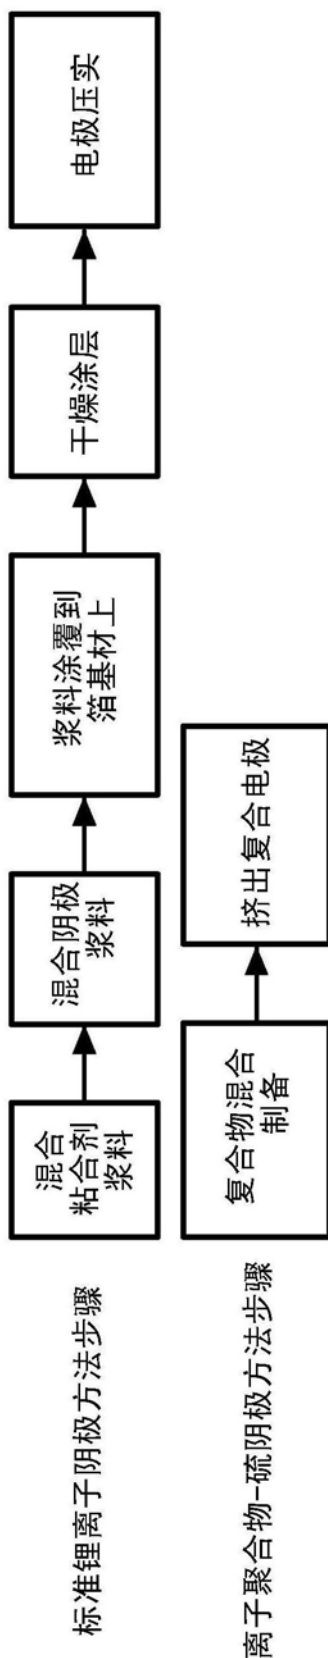 标准锂离子阴极方法步骤
混合
粘合剂
浆料
混合阴极
浆料
浆料涂覆到
箔基材上
干燥涂层
电极压实
离子聚合物-硫阴极方法步骤
复合物混合
制备
挤出复合电极